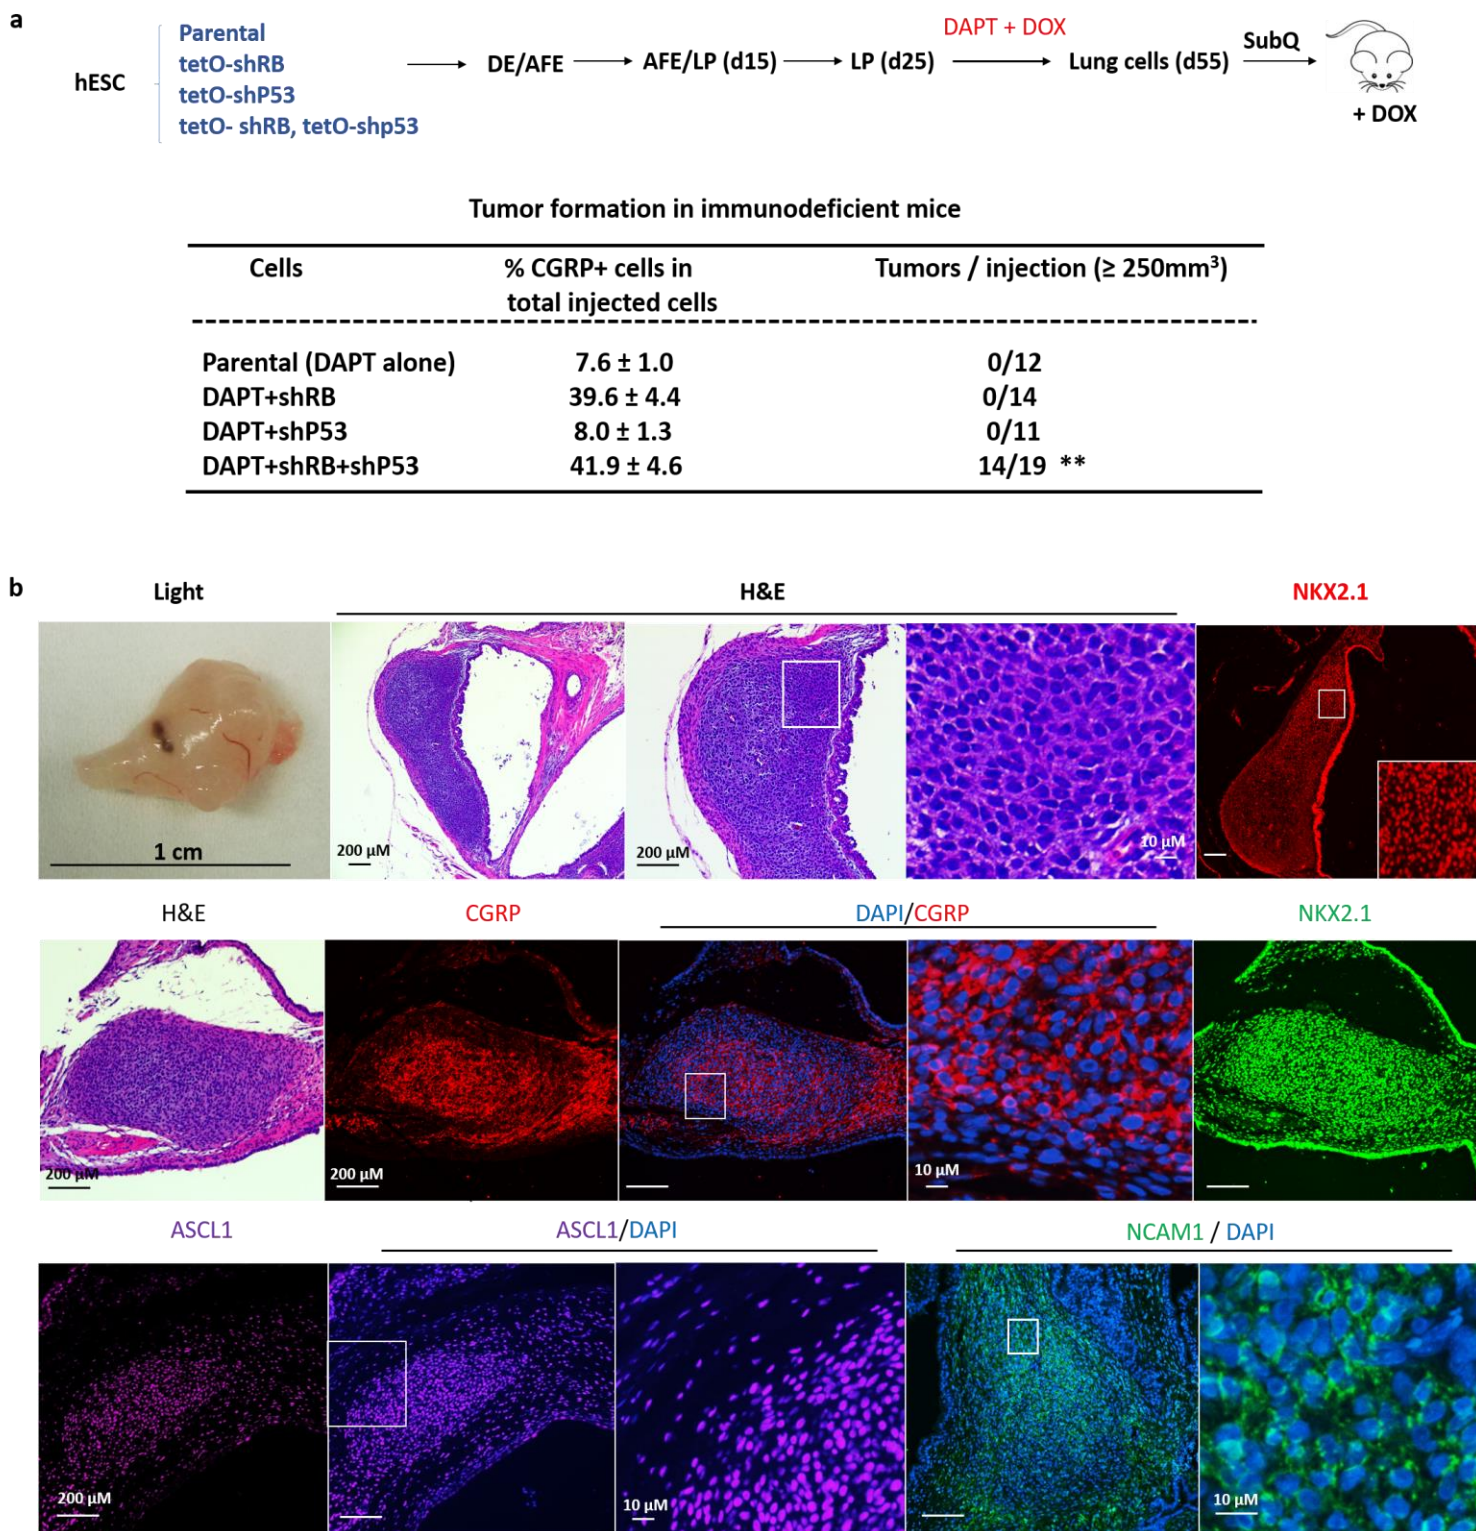 a
hESC
Parental
tetO-shRB
tetO-shP53
tetO- shRB, tetO-shp53
DE/AFE
AFE/LP (d15)
LP (d25)
DAPT + DOX
Lung cells (d55)
SubQ
+ DOX
Tumor formation in immunodeficient mice
Cells % CGRP+ cells in total injected cells Tumors / injection (≥ 250mm³)
Parental (DAPT alone) 7.6 ± 1.0 0/12
DAPT+shRB 39.6 ± 4.4 0/14
DAPT+shP53 8.0 ± 1.3 0/11
DAPT+shRB+shP53 41.9 ± 4.6 14/19 **
b
Light H&E NKX2.1
1 cm 200 µM 200 µM 10 µM
H&E CGRP DAPI/CGRP NKX2.1
200 µM 200 µM 10 µM
ASCL1 ASCL1/DAPI NCAM1 / DAPI
200 µM 10 µM 10 µM